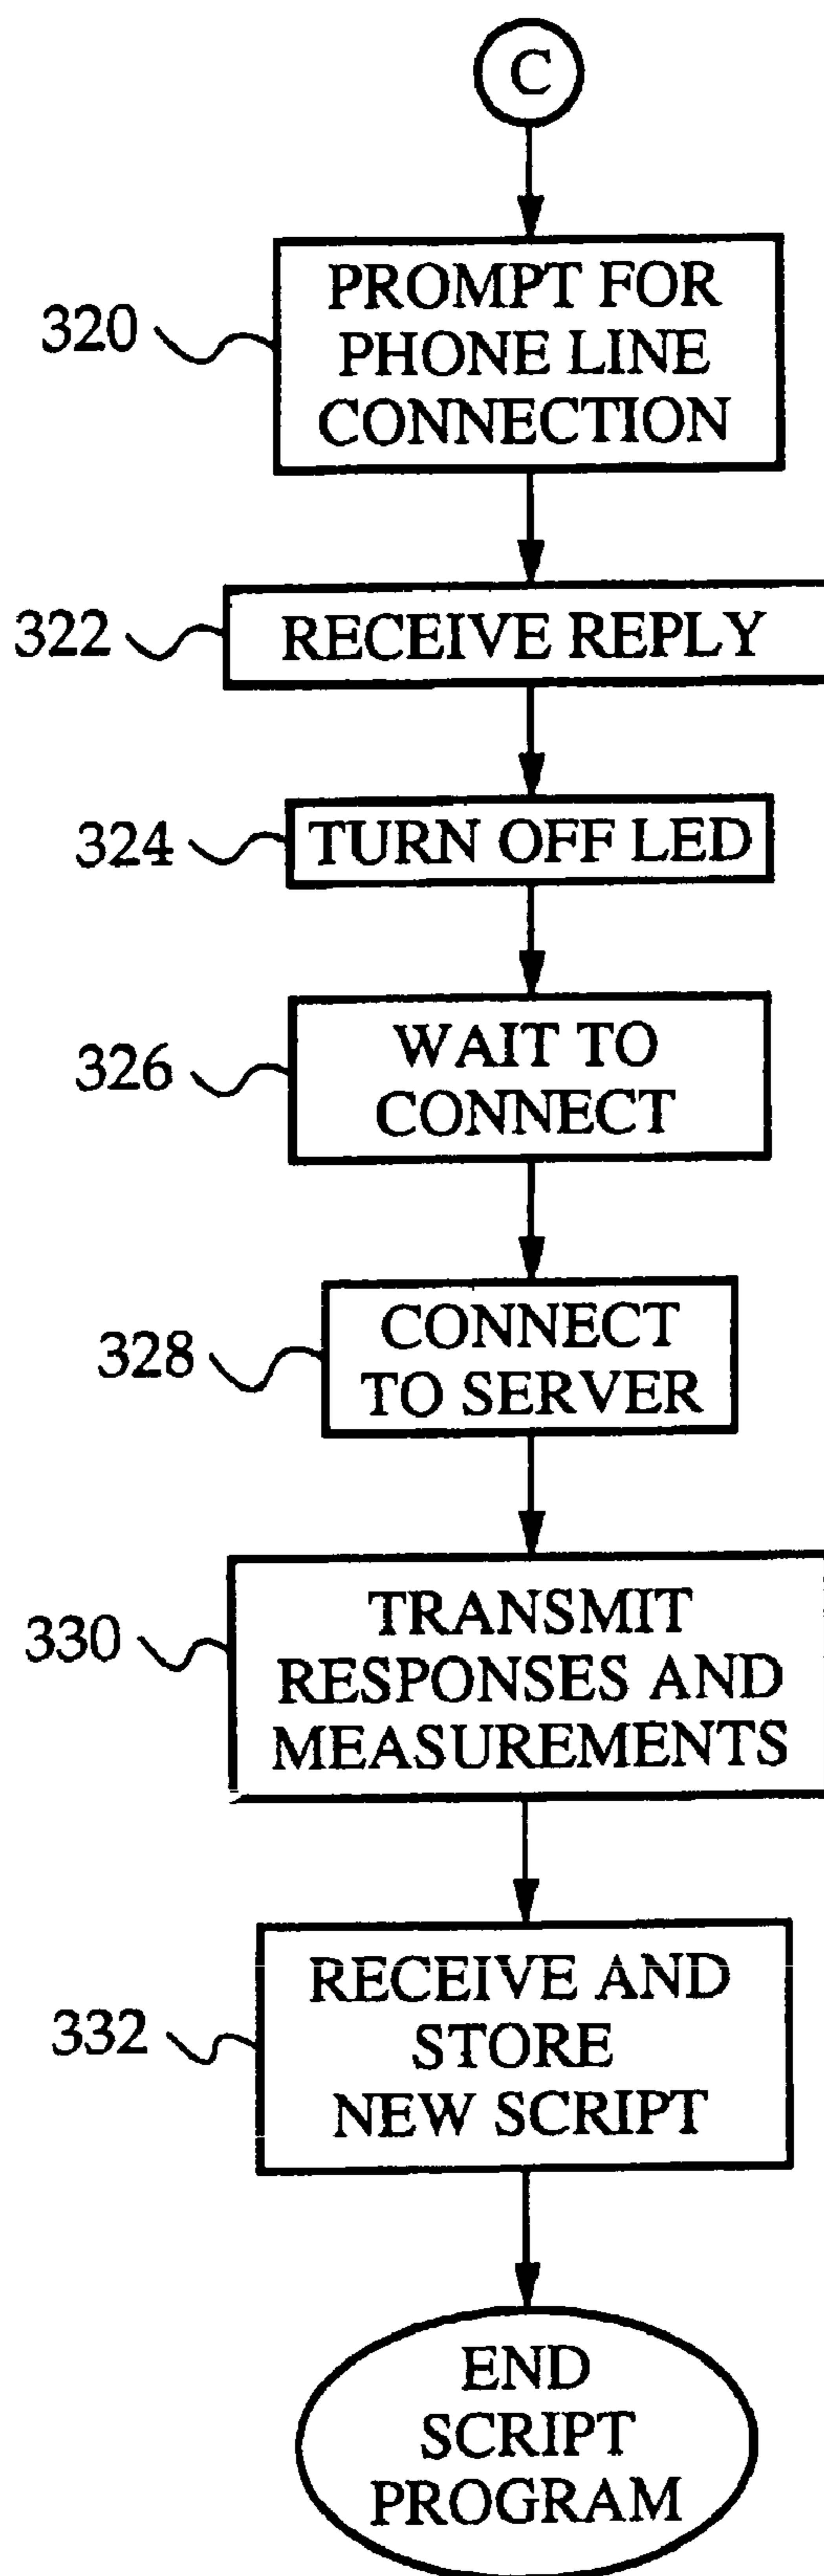 C
320
PROMPT FOR
PHONE LINE
CONNECTION
322
RECEIVE REPLY
324
TURN OFF LED
326
WAIT TO
CONNECT
328
CONNECT
TO SERVER
330
TRANSMIT
RESPONSES AND
MEASUREMENTS
332
RECEIVE AND
STORE
NEW SCRIPT
END
SCRIPT
PROGRAM